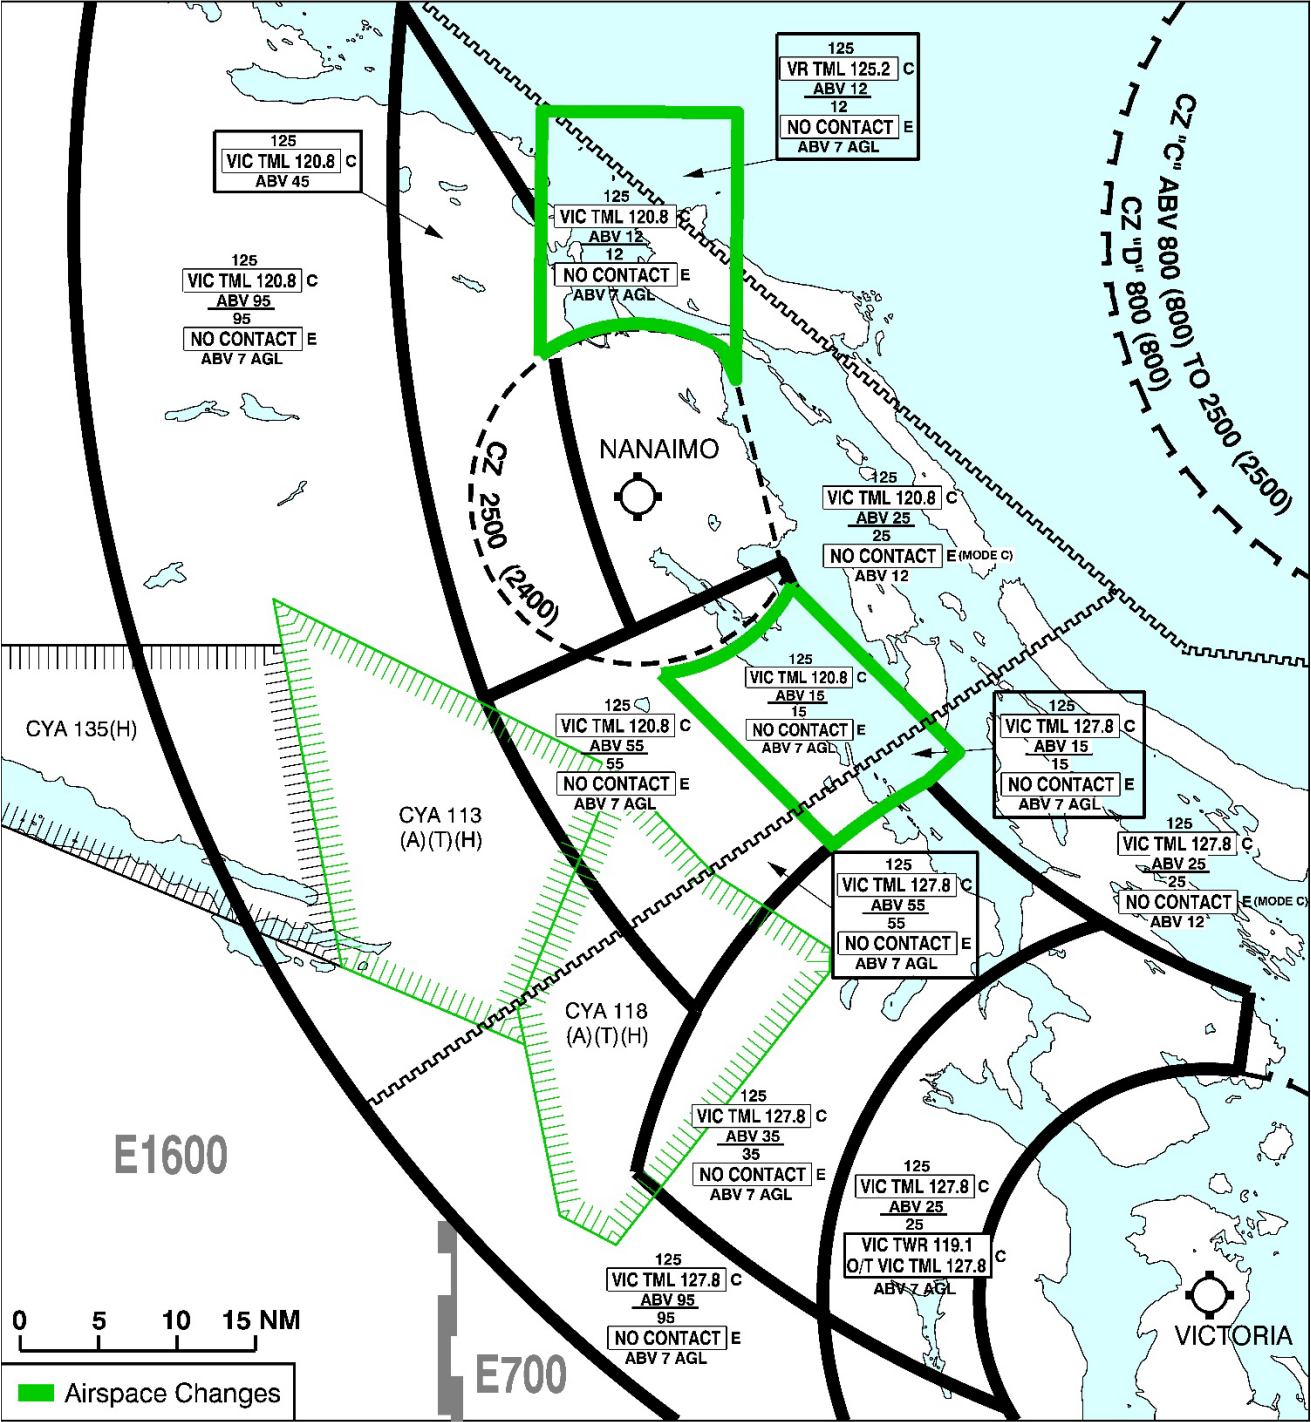 125
VR TML 125.2 C
ABV 12
12
NO CONTACT E
ABV 7 AGL
CZ "C" ABV 800 (800) TO 2500 (2500)
CZ "D" 800 (800)
125
VIC TML 120.8 C
ABV 45
125
VIC TML 120.8 C
ABV 12
12
NO CONTACT E
ABV 7 AGL
125
VIC TML 120.8 C
ABV 95
95
NO CONTACT E
ABV 7 AGL
NANAIMO
CZ 2500 (2400)
125
VIC TML 120.8 C
ABV 25
25
NO CONTACT E (MODE C)
ABV 12
125
VIC TML 120.8 C
ABV 15
15
NO CONTACT E
ABV 7 AGL
125
VIC TML 120.8 C
ABV 55
55
NO CONTACT E
ABV 7 AGL
125
VIC TML 127.8 C
ABV 15
15
NO CONTACT E
ABV 7 AGL
CYA 135(H)
CYA 113
(A)(T)(H)
125
VIC TML 127.8 C
ABV 25
25
NO CONTACT E (MODE C)
ABV 12
125
VIC TML 127.8 C
ABV 55
55
NO CONTACT E
ABV 7 AGL
CYA 118
(A)(T)(H)
125
VIC TML 127.8 C
ABV 35
35
NO CONTACT E
ABV 7 AGL
E1600
125
VIC TML 127.8 C
ABV 25
25
VIC TWR 119.1
O/T VIC TML 127.8 C
ABV 7 AGL
125
VIC TML 127.8 C
ABV 95
95
NO CONTACT E
ABV 7 AGL
VICTORIA
0 5 10 15 NM
E700
Airspace Changes